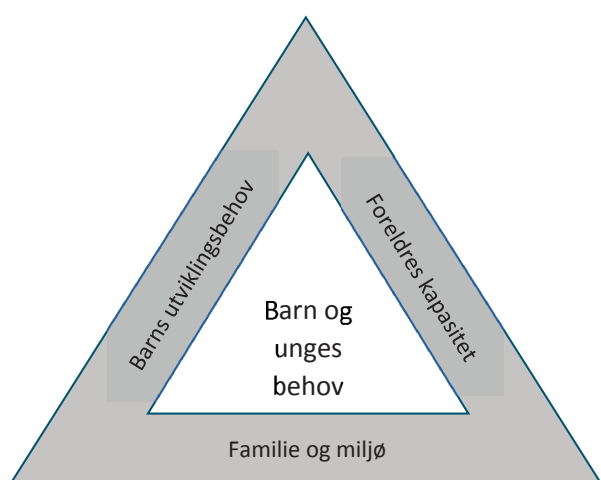 Barns utviklingsbehov
Foreldres kapasitet
Barn og
unges
behov
Familie og miljø